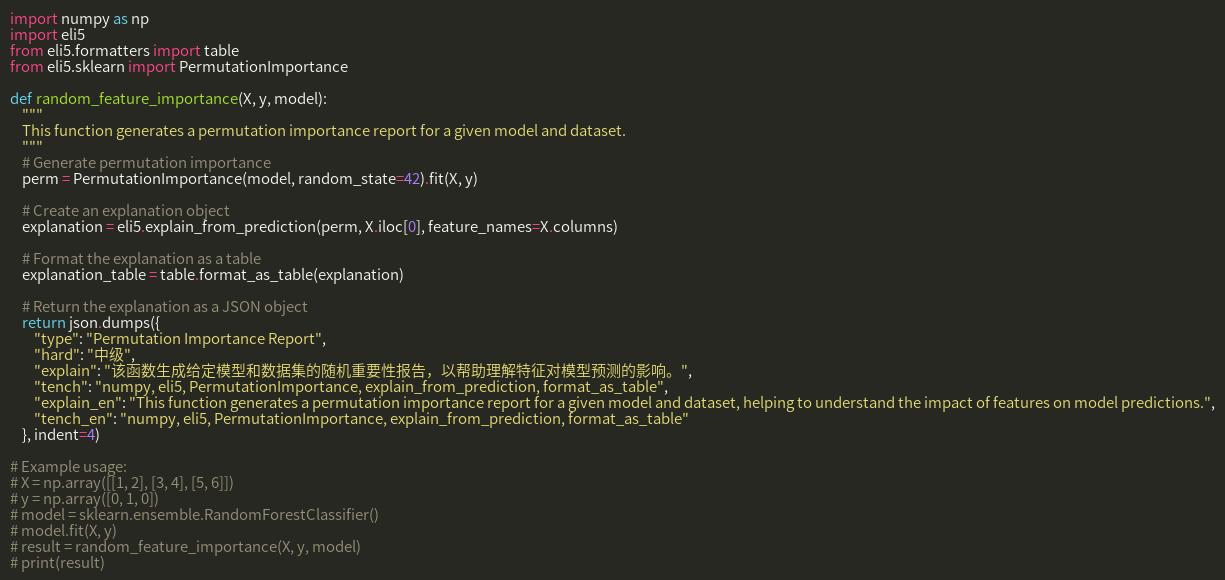 import numpy as np
import eli5
from eli5.formatters import table
from eli5.sklearn import PermutationImportance

def random_feature_importance(X, y, model):
    """
    This function generates a permutation importance report for a given model and dataset.
    """
    # Generate permutation importance
    perm = PermutationImportance(model, random_state=42).fit(X, y)

    # Create an explanation object
    explanation = eli5.explain_from_prediction(perm, X.iloc[0], feature_names=X.columns)

    # Format the explanation as a table
    explanation_table = table.format_as_table(explanation)

    # Return the explanation as a JSON object
    return json.dumps({
        "type": "Permutation Importance Report",
        "hard": "中级",
        "explain": "该函数生成给定模型和数据集的随机重要性报告，以帮助理解特征对模型预测的影响。",
        "tench": "numpy, eli5, PermutationImportance, explain_from_prediction, format_as_table",
        "explain_en": "This function generates a permutation importance report for a given model and dataset, helping to understand the impact of features on model predictions.",
        "tench_en": "numpy, eli5, PermutationImportance, explain_from_prediction, format_as_table"
    }, indent=4)

# Example usage:
# X = np.array([[1, 2], [3, 4], [5, 6]])
# y = np.array([0, 1, 0])
# model = sklearn.ensemble.RandomForestClassifier()
# model.fit(X, y)
# result = random_feature_importance(X, y, model)
# print(result)